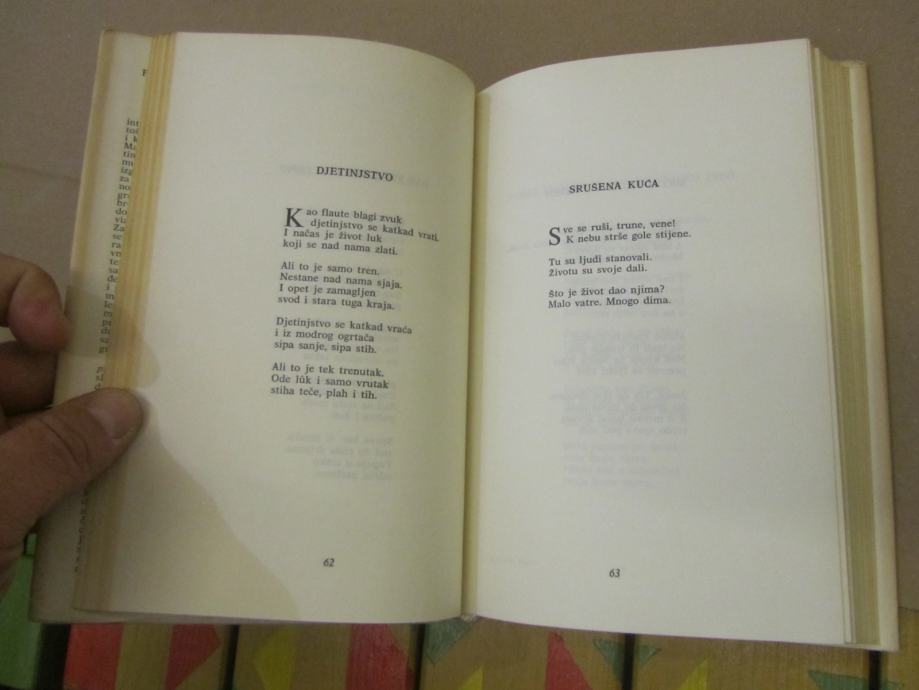 DJETINJSTVO
Kao flaute blagi zvuk
djetinjstvo se katkad vrati.
I načas je život luk
koji se nad nama zlati.
Ali to je samo tren.
Nestane nad nama sjaja.
I opet je zamagljen
svod i stara tuga kraja.
Djetinjstvo se katkad vraća
i iz modrog ogrtača
sipa sanje, sipa stih.
Ali to je tek trenutak.
Ode lûk i samo vrutak
stiha teče, plah i tih.
62
SRUŠENA KUĆA
Sve se ruši, trune, vene!
K nebu strše gole stijene.
Tu su ljudi stanovali.
Životu su svoje dali.
Što je život dao njima?
Malo vatre. Mnogo dima.
63